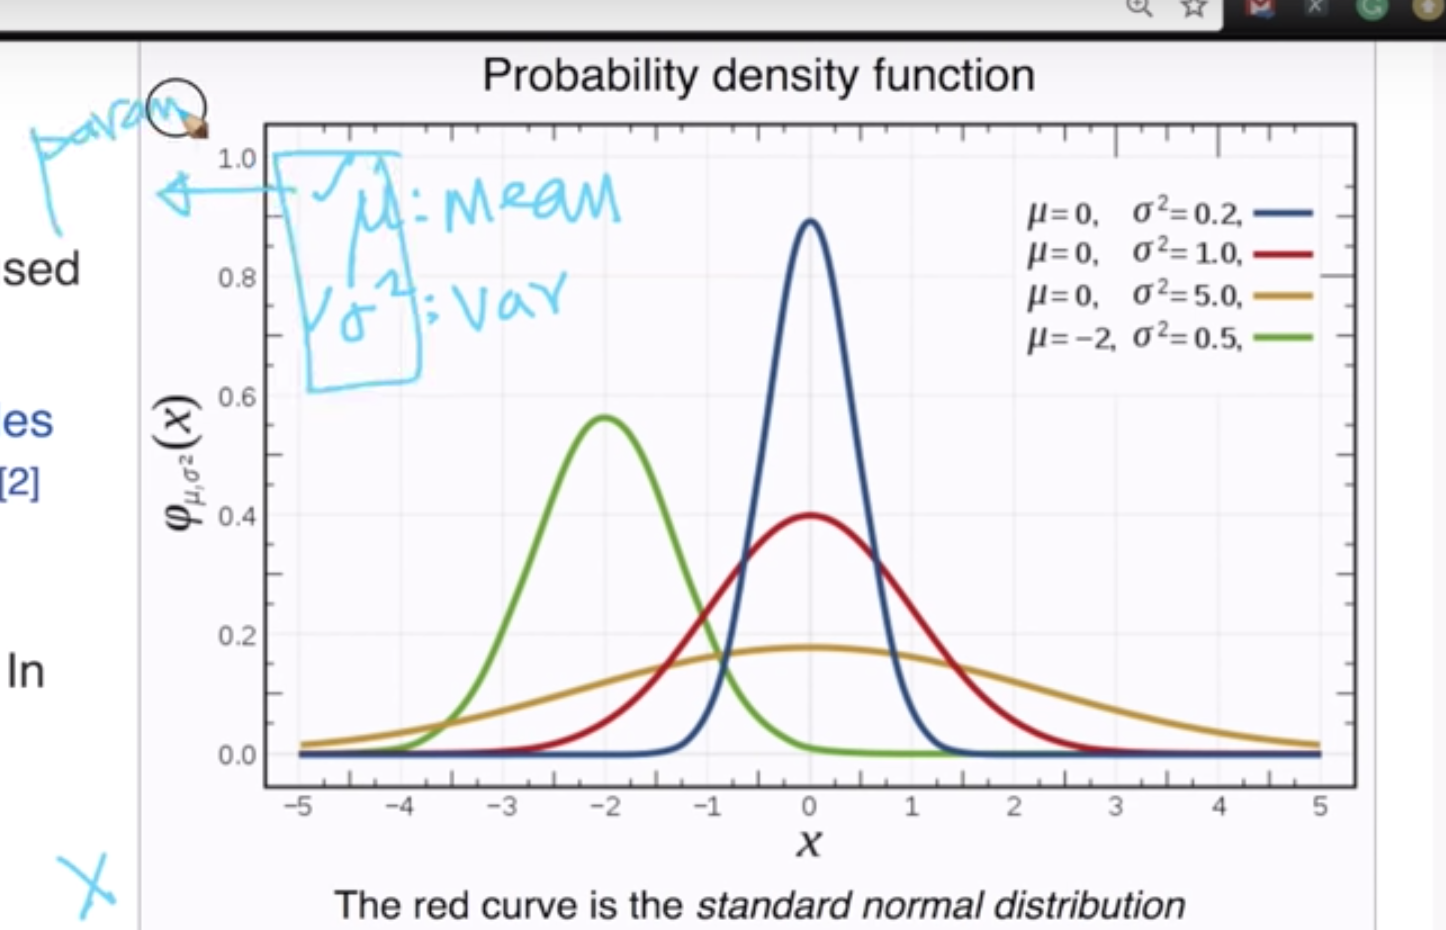 Probability density function
param
1.0
μ: mean
σ²: var
μ= 0, σ²= 0.2,
μ= 0, σ²= 1.0,
μ= 0, σ²= 5.0,
μ= −2, σ²= 0.5,
sed
es
[2]
In
0.8
0.6
0.4
0.2
0.0
φμ,σ²(x)
−5 −4 −3 −2 −1 0 1 2 3 4 5
x
X
The red curve is the standard normal distribution